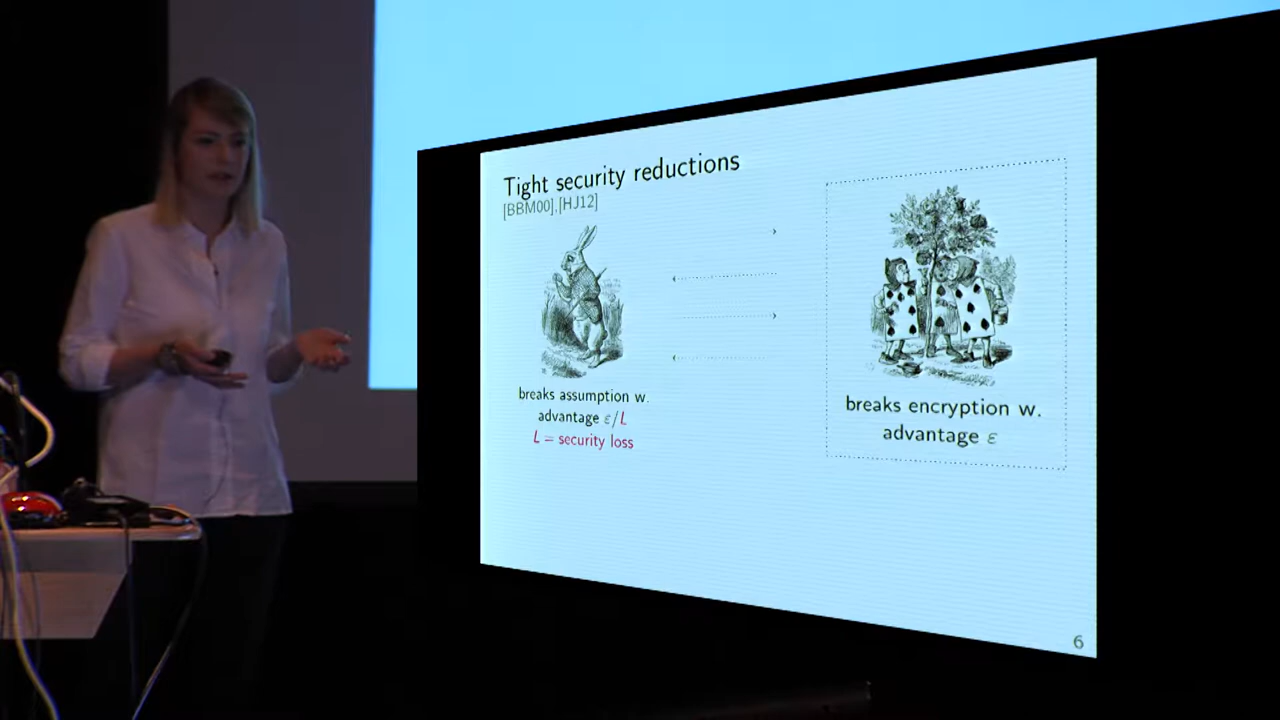 Tight security reductions
[BBM00],[HJ12]
breaks assumption w.
advantage ε/L
L = security loss
breaks encryption w.
advantage ε
6